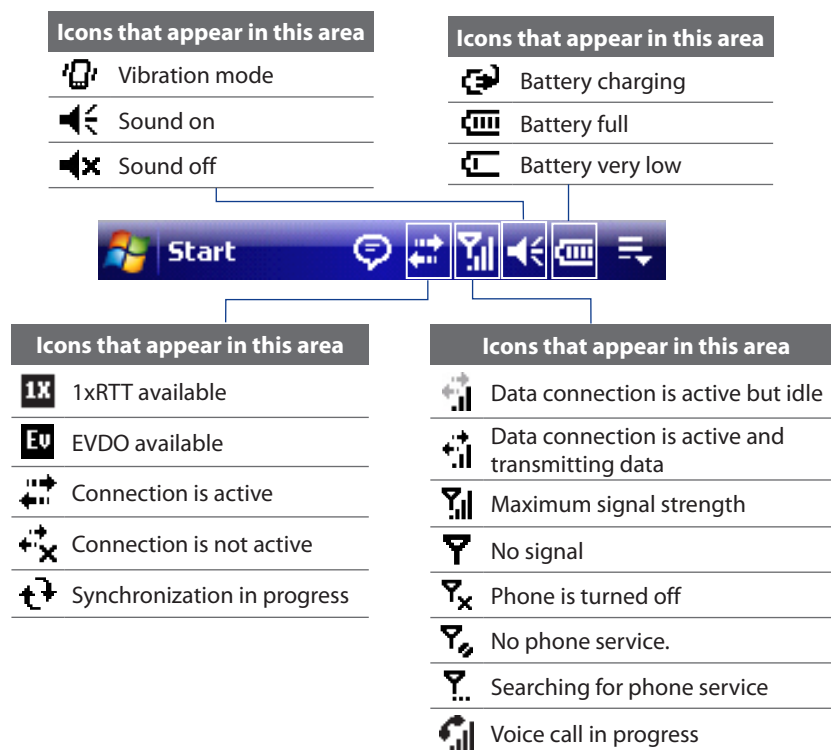 Icons that appear in this area
Vibration mode
Sound on
Sound off
Icons that appear in this area
Battery charging
Battery full
Battery very low
Start
Icons that appear in this area
1X 1xRTT available
Ev EVDO available
Connection is active
Connection is not active
Synchronization in progress
Icons that appear in this area
Data connection is active but idle
Data connection is active and
transmitting data
Maximum signal strength
No signal
Phone is turned off
No phone service.
Searching for phone service
Voice call in progress